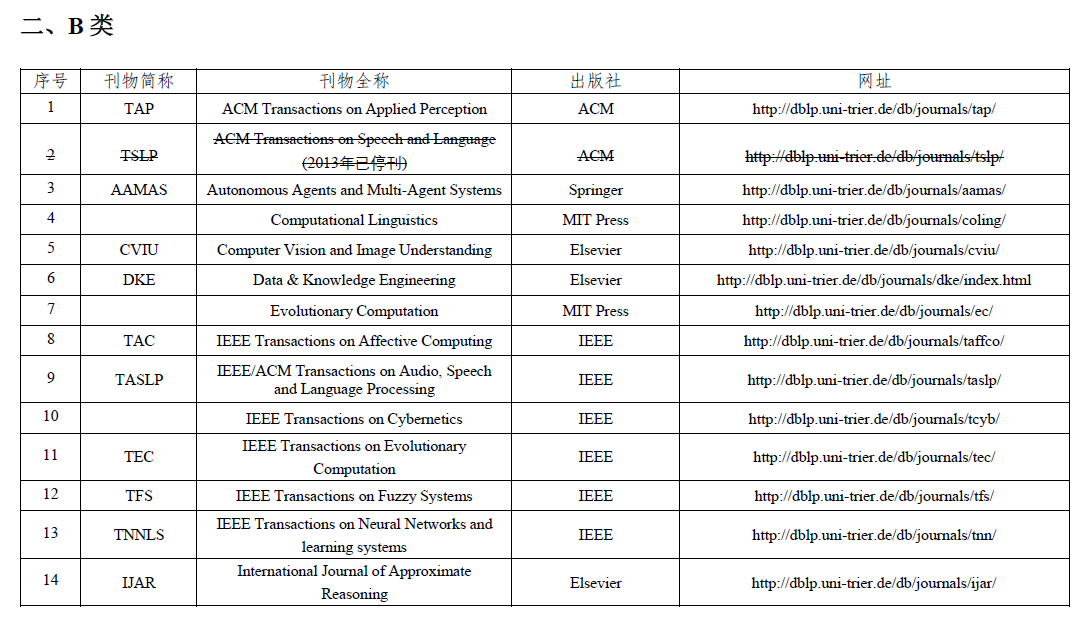 二、B 类
序号 刊物简称 刊物全称 出版社 网址
1 TAP ACM Transactions on Applied Perception ACM http://dblp.uni-trier.de/db/journals/tap/
2 TSLP ACM Transactions on Speech and Language (2013年已停刊) ACM http://dblp.uni-trier.de/db/journals/tslp/
3 AAMAS Autonomous Agents and Multi-Agent Systems Springer http://dblp.uni-trier.de/db/journals/aamas/
4 Computational Linguistics MIT Press http://dblp.uni-trier.de/db/journals/coling/
5 CVIU Computer Vision and Image Understanding Elsevier http://dblp.uni-trier.de/db/journals/cviu/
6 DKE Data & Knowledge Engineering Elsevier http://dblp.uni-trier.de/db/journals/dke/index.html
7 Evolutionary Computation MIT Press http://dblp.uni-trier.de/db/journals/ec/
8 TAC IEEE Transactions on Affective Computing IEEE http://dblp.uni-trier.de/db/journals/taffco/
9 TASLP IEEE/ACM Transactions on Audio, Speech and Language Processing IEEE http://dblp.uni-trier.de/db/journals/taslp/
10 IEEE Transactions on Cybernetics IEEE http://dblp.uni-trier.de/db/journals/tcyb/
11 TEC IEEE Transactions on Evolutionary Computation IEEE http://dblp.uni-trier.de/db/journals/tec/
12 TFS IEEE Transactions on Fuzzy Systems IEEE http://dblp.uni-trier.de/db/journals/tfs/
13 TNNLS IEEE Transactions on Neural Networks and learning systems IEEE http://dblp.uni-trier.de/db/journals/tnn/
14 IJAR International Journal of Approximate Reasoning Elsevier http://dblp.uni-trier.de/db/journals/ijar/